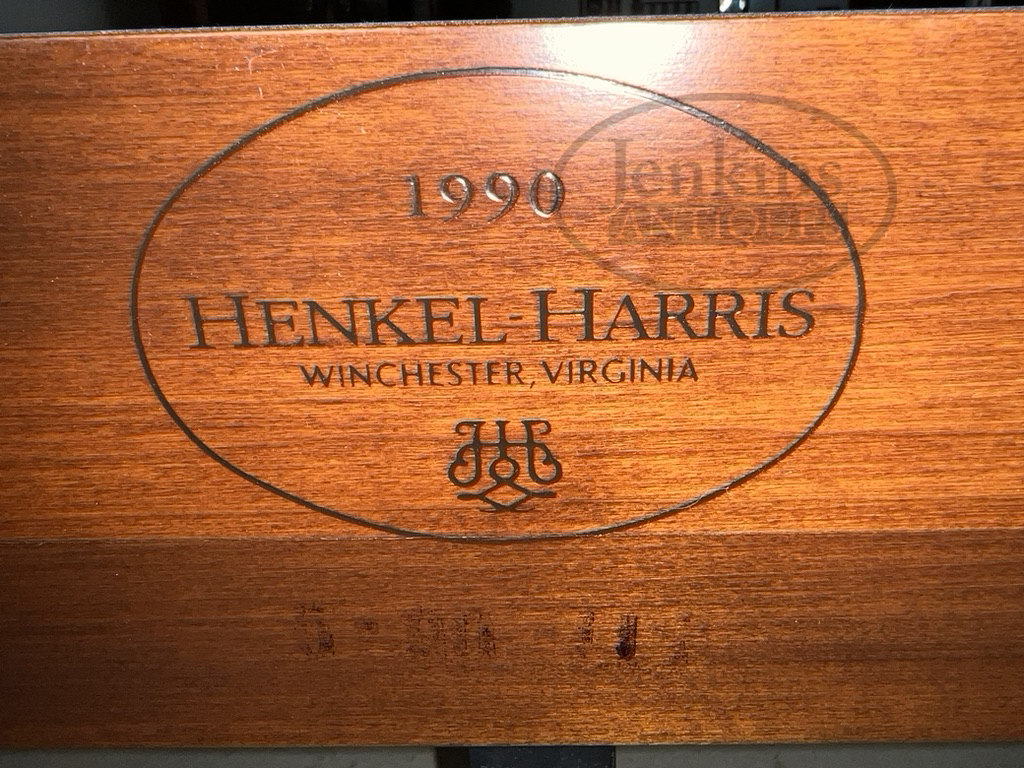 1990
Jenkins
ANTIQUES
HENKEL-HARRIS
WINCHESTER, VIRGINIA